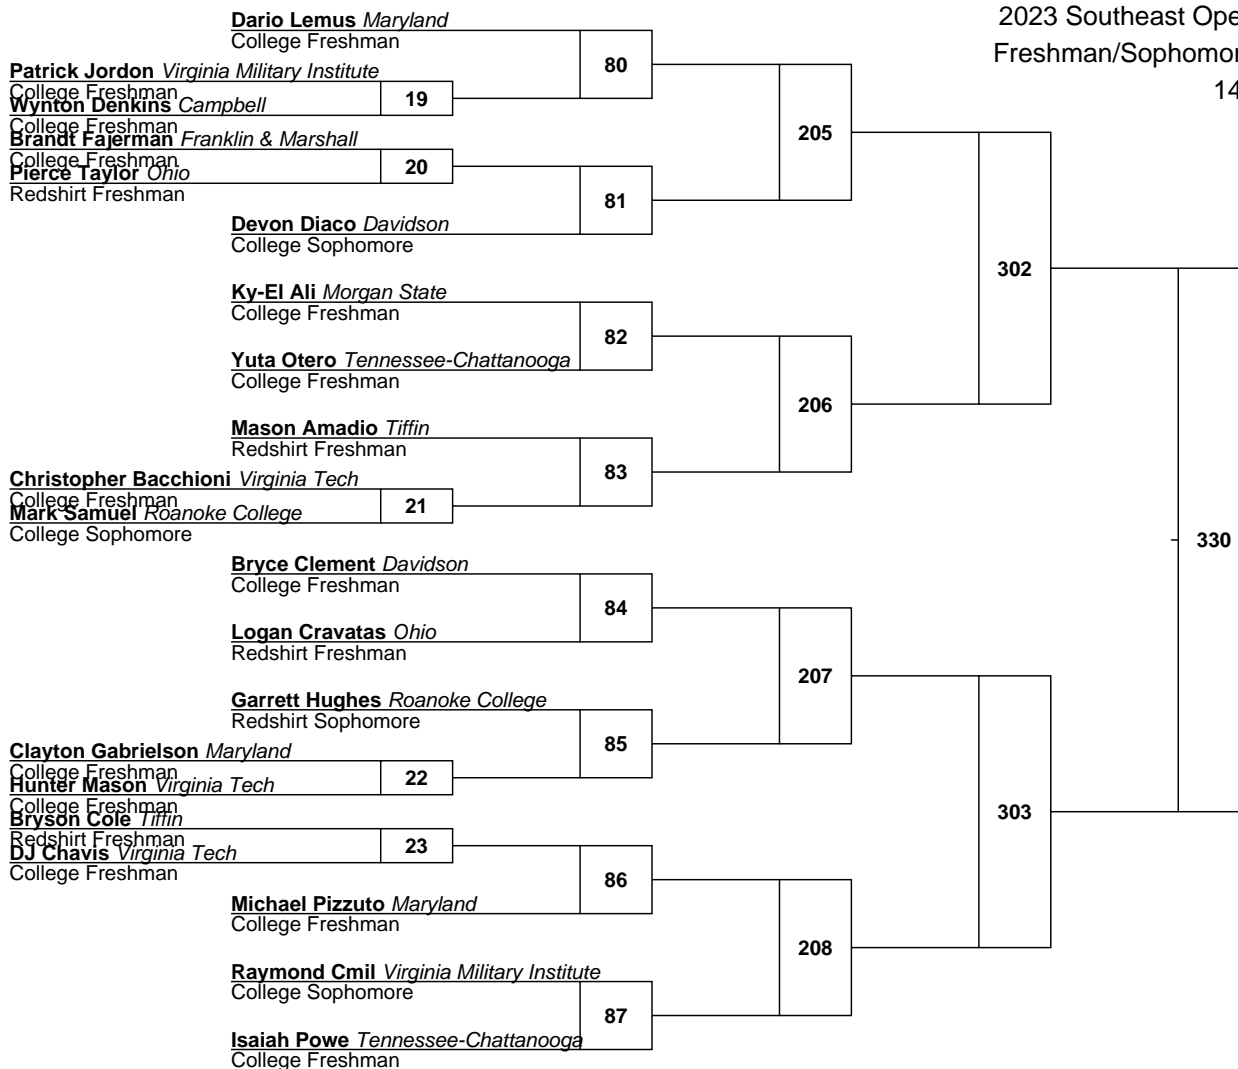 2023 Southeast Ope
Freshman/Sophomor
14
Dario Lemus Maryland
College Freshman
80
Patrick Jordon Virginia Military Institute
College Freshman
19
Wynton Denkins Campbell
College Freshman
205
Brandt Fajerman Franklin & Marshall
College Freshman
20
Pierce Taylor Ohio
Redshirt Freshman
81
Devon Diaco Davidson
College Sophomore
302
Ky-El Ali Morgan State
College Freshman
82
Yuta Otero Tennessee-Chattanooga
College Freshman
206
Mason Amadio Tiffin
Redshirt Freshman
83
Christopher Bacchioni Virginia Tech
College Freshman
21
Mark Samuel Roanoke College
College Sophomore
330
Bryce Clement Davidson
College Freshman
84
Logan Cravatas Ohio
Redshirt Freshman
207
Garrett Hughes Roanoke College
Redshirt Sophomore
85
Clayton Gabrielson Maryland
College Freshman
22
Hunter Mason Virginia Tech
College Freshman
303
Bryson Cole Tiffin
Redshirt Freshman
23
DJ Chavis Virginia Tech
College Freshman
86
Michael Pizzuto Maryland
College Freshman
208
Raymond Cmil Virginia Military Institute
College Sophomore
87
Isaiah Powe Tennessee-Chattanooga
College Freshman